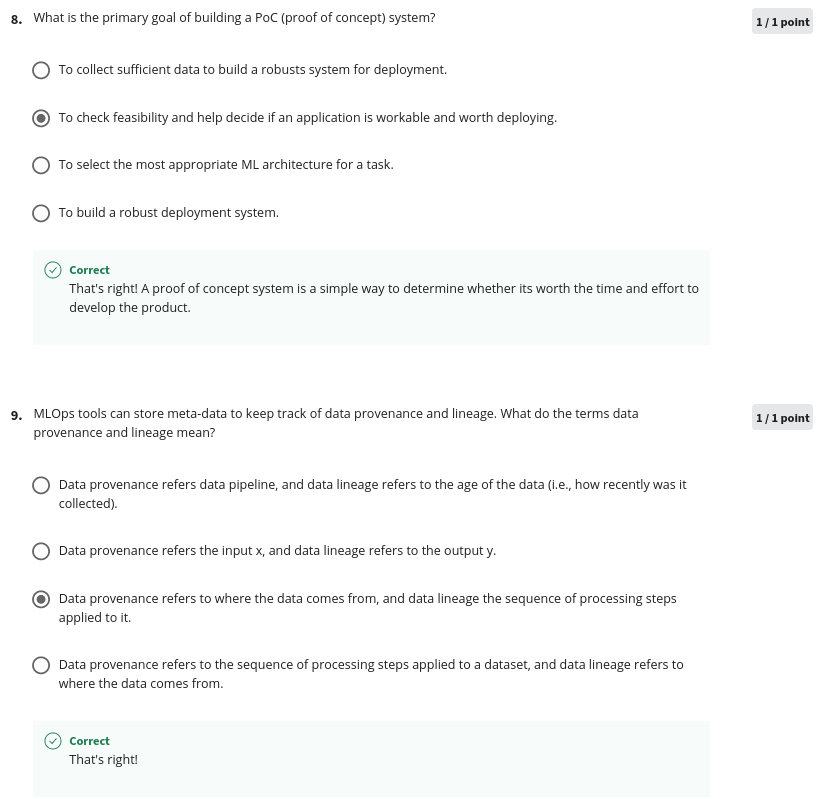 8. What is the primary goal of building a PoC (proof of concept) system?
1 / 1 point
To collect sufficient data to build a robusts system for deployment.
To check feasibility and help decide if an application is workable and worth deploying.
To select the most appropriate ML architecture for a task.
To build a robust deployment system.
Correct
That's right! A proof of concept system is a simple way to determine whether its worth the time and effort to
develop the product.
9. MLOps tools can store meta-data to keep track of data provenance and lineage. What do the terms data
provenance and lineage mean?
1 / 1 point
Data provenance refers data pipeline, and data lineage refers to the age of the data (i.e., how recently was it
collected).
Data provenance refers the input x, and data lineage refers to the output y.
Data provenance refers to where the data comes from, and data lineage the sequence of processing steps
applied to it.
Data provenance refers to the sequence of processing steps applied to a dataset, and data lineage refers to
where the data comes from.
Correct
That's right!